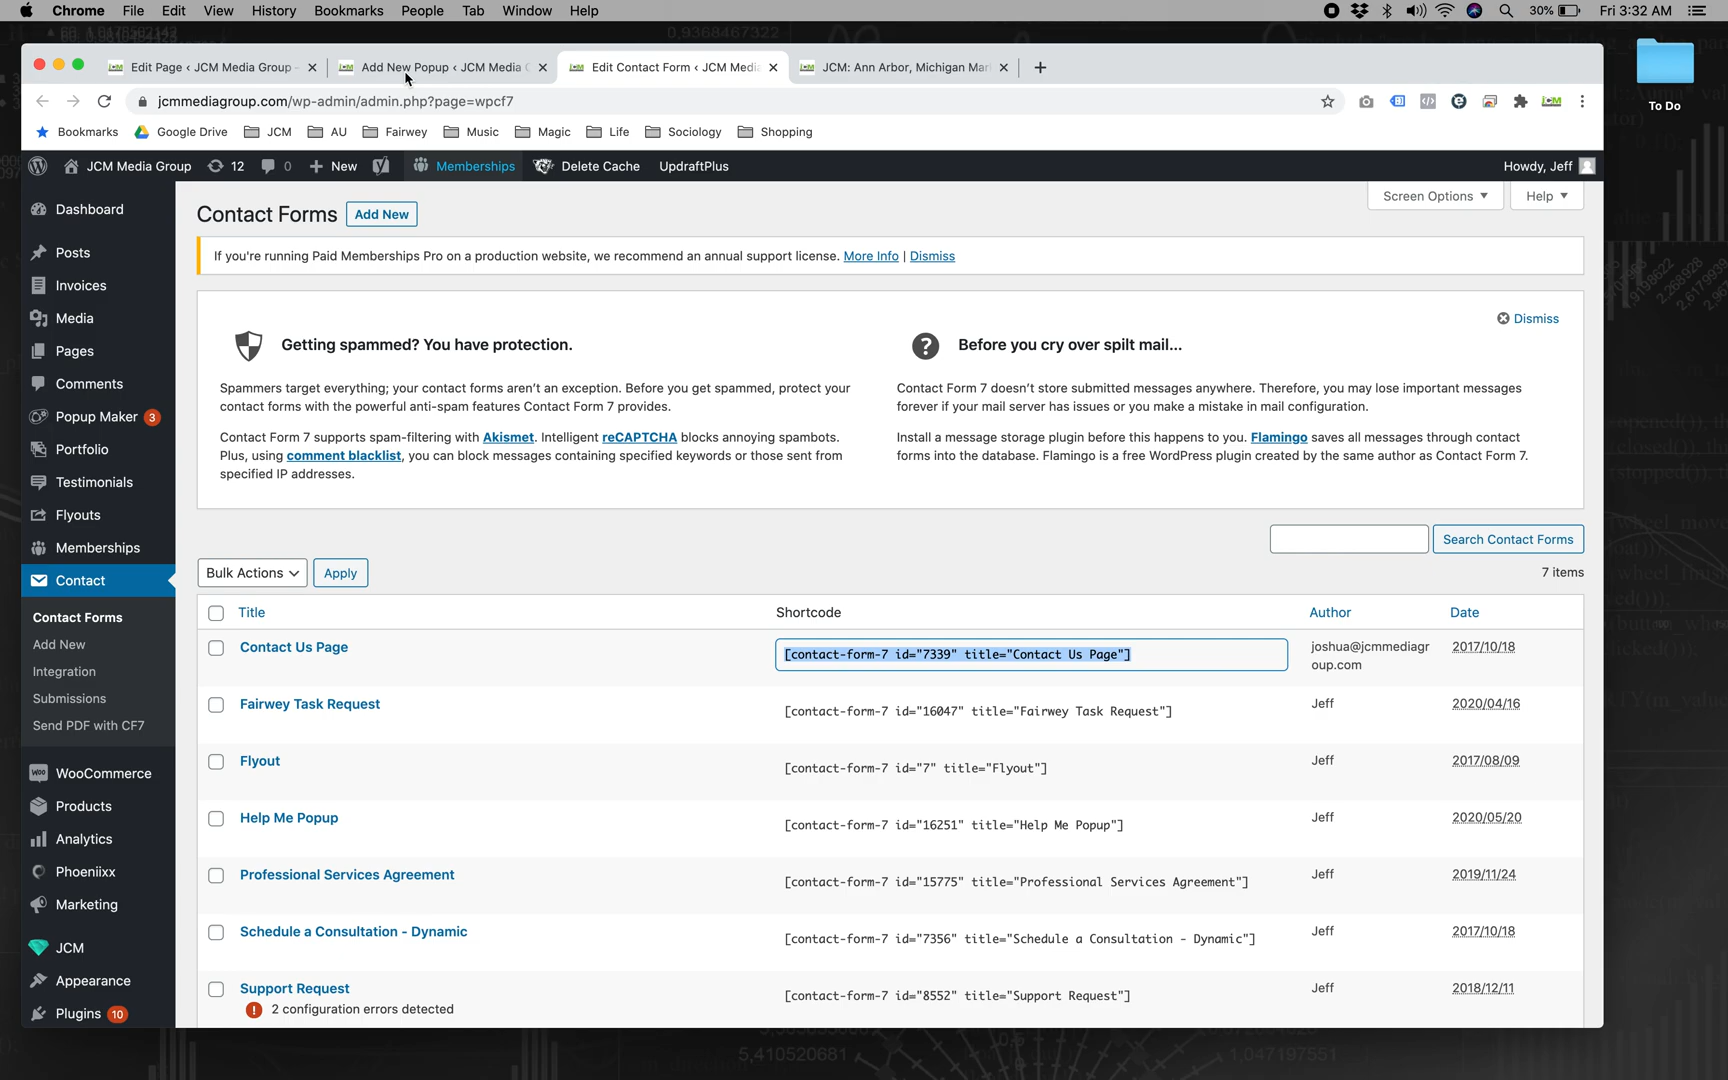 Chrome File Edit View History Bookmarks People Tab Window Help 30% Fri 3:32 AM
0,9368467322
Edit Page ‹ JCM Media Group - Add New Popup ‹ JCM Media Edit Contact Form ‹ JCM Media JCM: Ann Arbor, Michigan Mar
To Do
jcmmediagroup.com/wp-admin/admin.php?page=wpcf7
Bookmarks Google Drive JCM AU Fairwey Music Magic Life Sociology Shopping
JCM Media Group 12 0 New Memberships Delete Cache UpdraftPlus Howdy, Jeff
Screen Options Help
Dashboard
Posts
Invoices
Media
Pages
Comments
Popup Maker 3
Portfolio
Testimonials
Flyouts
Memberships
Contact
Contact Forms
Add New
Integration
Submissions
Send PDF with CF7
WooCommerce
Products
Analytics
Phoeniixx
Marketing
JCM
Appearance
Plugins 10
Contact Forms Add New
If you're running Paid Memberships Pro on a production website, we recommend an annual support license. More Info | Dismiss
Dismiss
Getting spammed? You have protection.
Spammers target everything; your contact forms aren't an exception. Before you get spammed, protect your
contact forms with the powerful anti-spam features Contact Form 7 provides.
Contact Form 7 supports spam-filtering with Akismet. Intelligent reCAPTCHA blocks annoying spambots.
Plus, using comment blacklist, you can block messages containing specified keywords or those sent from
specified IP addresses.
Before you cry over spilt mail...
Contact Form 7 doesn't store submitted messages anywhere. Therefore, you may lose important messages
forever if your mail server has issues or you make a mistake in mail configuration.
Install a message storage plugin before this happens to you. Flamingo saves all messages through contact
forms into the database. Flamingo is a free WordPress plugin created by the same author as Contact Form 7.
Search Contact Forms
Bulk Actions Apply 7 items
Title Shortcode Author Date
Contact Us Page [contact-form-7 id="7339" title="Contact Us Page"] joshua@jcmmediagr 2017/10/18
oup.com
Fairwey Task Request [contact-form-7 id="16047" title="Fairwey Task Request"] Jeff 2020/04/16
Flyout [contact-form-7 id="7" title="Flyout"] Jeff 2017/08/09
Help Me Popup [contact-form-7 id="16251" title="Help Me Popup"] Jeff 2020/05/20
Professional Services Agreement [contact-form-7 id="15775" title="Professional Services Agreement"] Jeff 2019/11/24
Schedule a Consultation - Dynamic [contact-form-7 id="7356" title="Schedule a Consultation - Dynamic"] Jeff 2017/10/18
Support Request [contact-form-7 id="8552" title="Support Request"] Jeff 2018/12/11
2 configuration errors detected
5,410520681 1,047197551